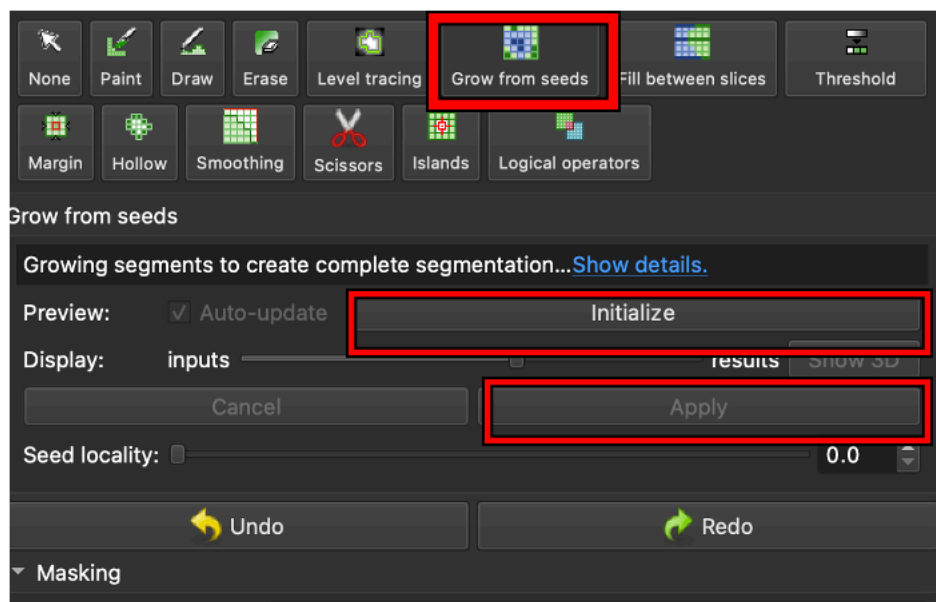 None Paint Draw Erase Level tracing Grow from seeds Fill between slices Threshold
Margin Hollow Smoothing Scissors Islands Logical operators
Grow from seeds
Growing segments to create complete segmentation...Show details.
Preview: Auto-update Initialize
Display: inputs results Show 3D
Cancel Apply
Seed locality: 0.0
Undo Redo
Masking